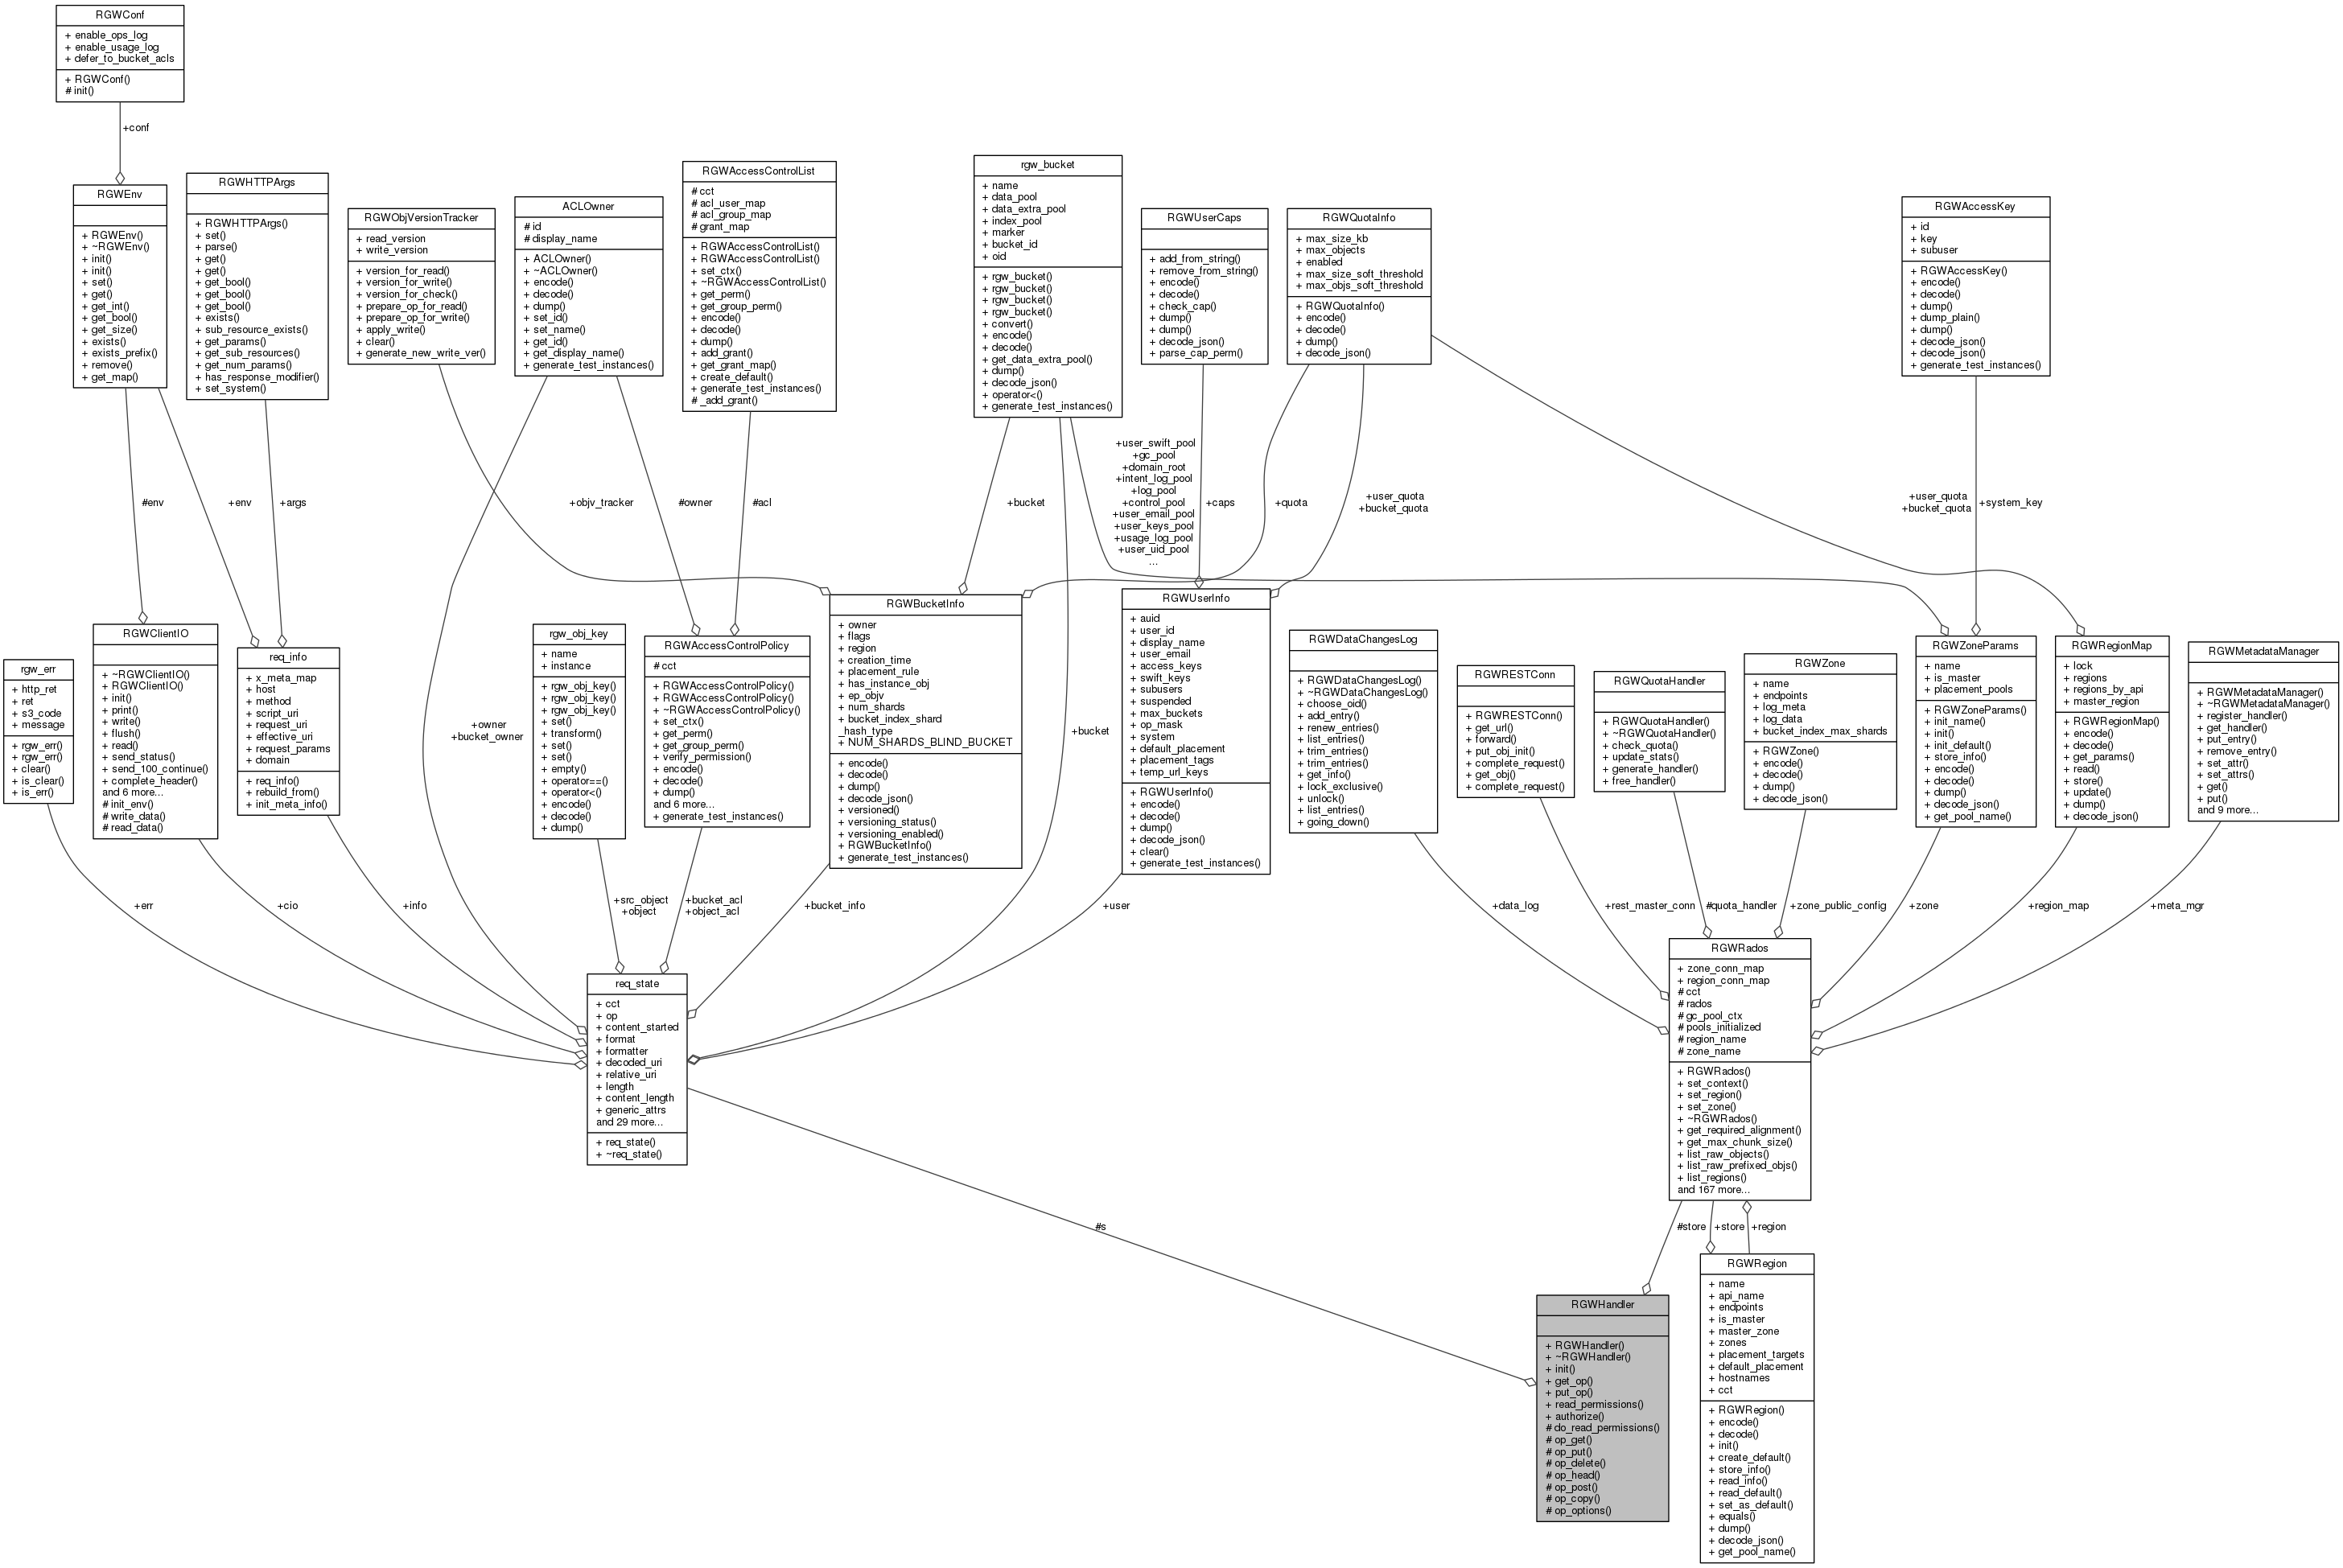 RGWConf
+ enable_ops_log
+ enable_usage_log
+ defer_to_bucket_acls
+ RGWConf()
# init()
+conf
RGWEnv
+ RGWEnv()
+ ~RGWEnv()
+ init()
+ init()
+ set()
+ get()
+ get_int()
+ get_bool()
+ get_size()
+ exists()
+ exists_prefix()
+ remove()
+ get_map()
RGWHTTPArgs
+ RGWHTTPArgs()
+ set()
+ parse()
+ get()
+ get()
+ get_bool()
+ get_bool()
+ get_bool()
+ exists()
+ sub_resource_exists()
+ get_params()
+ get_sub_resources()
+ get_num_params()
+ has_response_modifier()
+ set_system()
RGWObjVersionTracker
+ read_version
+ write_version
+ version_for_read()
+ version_for_write()
+ version_for_check()
+ prepare_op_for_read()
+ prepare_op_for_write()
+ apply_write()
+ clear()
+ generate_new_write_ver()
ACLOwner
# id
# display_name
+ ACLOwner()
+ ~ACLOwner()
+ encode()
+ decode()
+ dump()
+ set_id()
+ set_name()
+ get_id()
+ get_display_name()
+ generate_test_instances()
RGWAccessControlList
# cct
# acl_user_map
# acl_group_map
# grant_map
+ RGWAccessControlList()
+ RGWAccessControlList()
+ set_ctx()
+ ~RGWAccessControlList()
+ get_perm()
+ get_group_perm()
+ encode()
+ decode()
+ dump()
+ add_grant()
+ get_grant_map()
+ create_default()
+ generate_test_instances()
# _add_grant()
rgw_bucket
+ name
+ data_pool
+ data_extra_pool
+ index_pool
+ marker
+ bucket_id
+ oid
+ rgw_bucket()
+ rgw_bucket()
+ rgw_bucket()
+ rgw_bucket()
+ convert()
+ encode()
+ decode()
+ get_data_extra_pool()
+ dump()
+ decode_json()
+ operator<()
+ generate_test_instances()
RGWUserCaps
+ add_from_string()
+ remove_from_string()
+ encode()
+ decode()
+ check_cap()
+ dump()
+ dump()
+ decode_json()
+ parse_cap_perm()
RGWQuotaInfo
+ max_size_kb
+ max_objects
+ enabled
+ max_size_soft_threshold
+ max_objs_soft_threshold
+ RGWQuotaInfo()
+ encode()
+ decode()
+ dump()
+ decode_json()
RGWAccessKey
+ id
+ key
+ subuser
+ RGWAccessKey()
+ encode()
+ decode()
+ dump()
+ dump_plain()
+ dump()
+ decode_json()
+ decode_json()
+ generate_test_instances()
#env
+env
+args
+objv_tracker
#owner
#acl
+bucket
+user_swift_pool
+gc_pool
+domain_root
+intent_log_pool
+log_pool
+control_pool
+user_email_pool
+user_keys_pool
+usage_log_pool
+user_uid_pool
...
+caps
+quota
+user_quota
+bucket_quota
+user_quota
+bucket_quota
+system_key
rgw_err
+ http_ret
+ ret
+ s3_code
+ message
+ rgw_err()
+ rgw_err()
+ clear()
+ is_clear()
+ is_err()
RGWClientIO
+ ~RGWClientIO()
+ RGWClientIO()
+ init()
+ print()
+ write()
+ flush()
+ read()
+ send_status()
+ send_100_continue()
+ complete_header()
and 6 more...
# init_env()
# write_data()
# read_data()
req_info
+ x_meta_map
+ host
+ method
+ script_uri
+ request_uri
+ effective_uri
+ request_params
+ domain
+ req_info()
+ rebuild_from()
+ init_meta_info()
+owner
+bucket_owner
rgw_obj_key
+ name
+ instance
+ rgw_obj_key()
+ rgw_obj_key()
+ rgw_obj_key()
+ set()
+ transform()
+ set()
+ set()
+ empty()
+ operator==()
+ operator<()
+ encode()
+ decode()
+ dump()
RGWAccessControlPolicy
# cct
+ RGWAccessControlPolicy()
+ RGWAccessControlPolicy()
+ ~RGWAccessControlPolicy()
+ set_ctx()
+ get_perm()
+ get_group_perm()
+ verify_permission()
+ encode()
+ decode()
+ dump()
and 6 more...
+ generate_test_instances()
RGWBucketInfo
+ owner
+ flags
+ region
+ creation_time
+ placement_rule
+ has_instance_obj
+ ep_objv
+ num_shards
+ bucket_index_shard
_hash_type
+ NUM_SHARDS_BLIND_BUCKET
+ encode()
+ decode()
+ dump()
+ decode_json()
+ versioned()
+ versioning_status()
+ versioning_enabled()
+ RGWBucketInfo()
+ generate_test_instances()
+bucket
RGWUserInfo
+ auid
+ user_id
+ display_name
+ user_email
+ access_keys
+ swift_keys
+ subusers
+ suspended
+ max_buckets
+ op_mask
+ system
+ default_placement
+ placement_tags
+ temp_url_keys
+ RGWUserInfo()
+ encode()
+ decode()
+ dump()
+ decode_json()
+ clear()
+ generate_test_instances()
RGWDataChangesLog
+ RGWDataChangesLog()
+ ~RGWDataChangesLog()
+ choose_oid()
+ add_entry()
+ renew_entries()
+ list_entries()
+ trim_entries()
+ trim_entries()
+ get_info()
+ lock_exclusive()
+ unlock()
+ list_entries()
+ going_down()
RGWRESTConn
+ RGWRESTConn()
+ get_url()
+ forward()
+ put_obj_init()
+ complete_request()
+ get_obj()
+ complete_request()
RGWQuotaHandler
+ RGWQuotaHandler()
+ ~RGWQuotaHandler()
+ check_quota()
+ update_stats()
+ generate_handler()
+ free_handler()
RGWZone
+ name
+ endpoints
+ log_meta
+ log_data
+ bucket_index_max_shards
+ RGWZone()
+ encode()
+ decode()
+ dump()
+ decode_json()
RGWZoneParams
+ name
+ is_master
+ placement_pools
+ RGWZoneParams()
+ init_name()
+ init()
+ init_default()
+ store_info()
+ encode()
+ decode()
+ dump()
+ decode_json()
+ get_pool_name()
RGWRegionMap
+ lock
+ regions
+ regions_by_api
+ master_region
+ RGWRegionMap()
+ encode()
+ decode()
+ get_params()
+ read()
+ store()
+ update()
+ dump()
+ decode_json()
RGWMetadataManager
+ RGWMetadataManager()
+ ~RGWMetadataManager()
+ register_handler()
+ get_handler()
+ put_entry()
+ remove_entry()
+ set_attr()
+ set_attrs()
+ get()
+ put()
and 9 more...
+err
+cio
+info
+src_object
+object
+bucket_acl
+object_acl
+bucket_info
+user
+data_log
+rest_master_conn
#quota_handler
+zone_public_config
+zone
+region_map
+meta_mgr
req_state
+ cct
+ op
+ content_started
+ format
+ formatter
+ decoded_uri
+ relative_uri
+ length
+ content_length
+ generic_attrs
and 29 more...
+ req_state()
+ ~req_state()
RGWRados
+ zone_conn_map
+ region_conn_map
# cct
# rados
# gc_pool_ctx
# pools_initialized
# region_name
# zone_name
+ RGWRados()
+ set_context()
+ set_region()
+ set_zone()
+ ~RGWRados()
+ get_required_alignment()
+ get_max_chunk_size()
+ list_raw_objects()
+ list_raw_prefixed_objs()
+ list_regions()
and 167 more...
#s
#store
+store
+region
RGWHandler
+ RGWHandler()
+ ~RGWHandler()
+ init()
+ get_op()
+ put_op()
+ read_permissions()
+ authorize()
# do_read_permissions()
# op_get()
# op_put()
# op_delete()
# op_head()
# op_post()
# op_copy()
# op_options()
RGWRegion
+ name
+ api_name
+ endpoints
+ is_master
+ master_zone
+ zones
+ placement_targets
+ default_placement
+ hostnames
+ cct
+ RGWRegion()
+ encode()
+ decode()
+ init()
+ create_default()
+ store_info()
+ read_info()
+ read_default()
+ set_as_default()
+ equals()
+ dump()
+ decode_json()
+ get_pool_name()